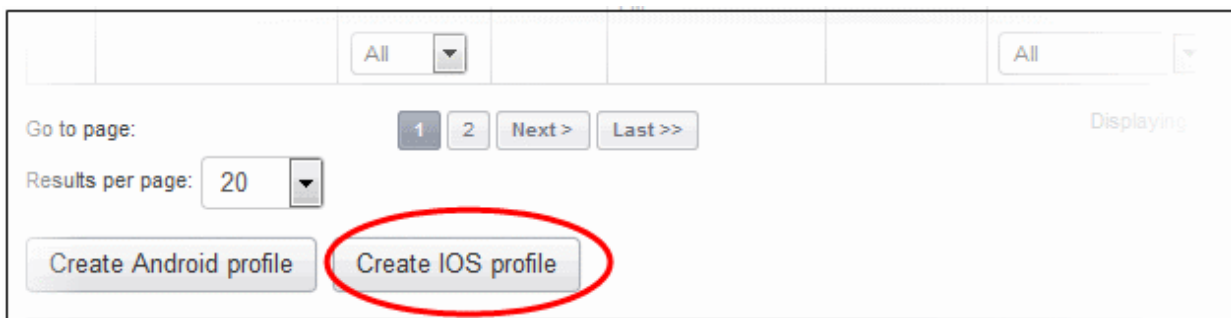 All All
Go to page: 1 2 Next > Last >> Displaying
Results per page: 20
Create Android profile Create IOS profile